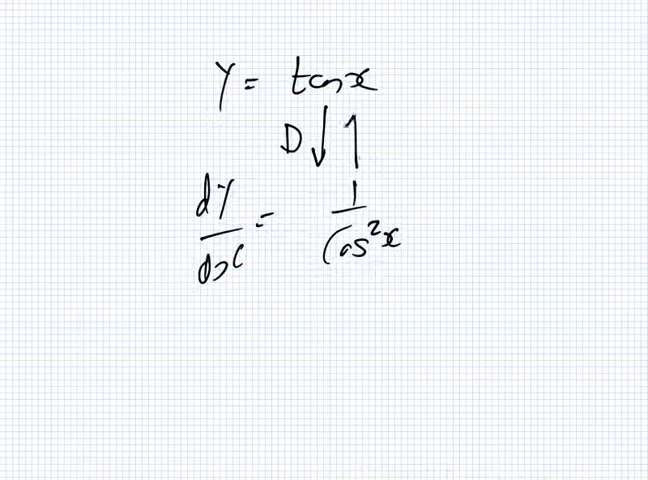 Y = tan x
D ↓ ↑
dy/dx = 1/cos²x